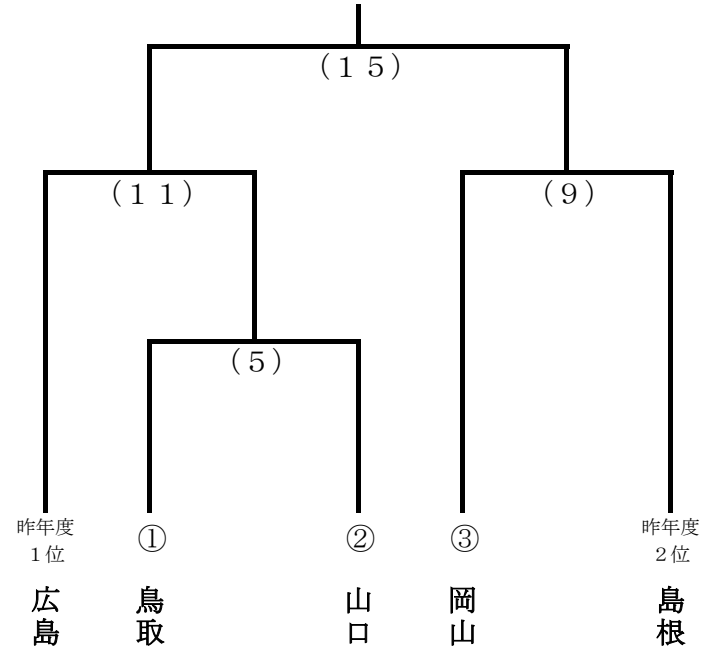 （１５）
（１１）
（９）
（５）
昨年度
１位
①
②
③
昨年度
２位
広島
鳥取
山口
岡山
島根